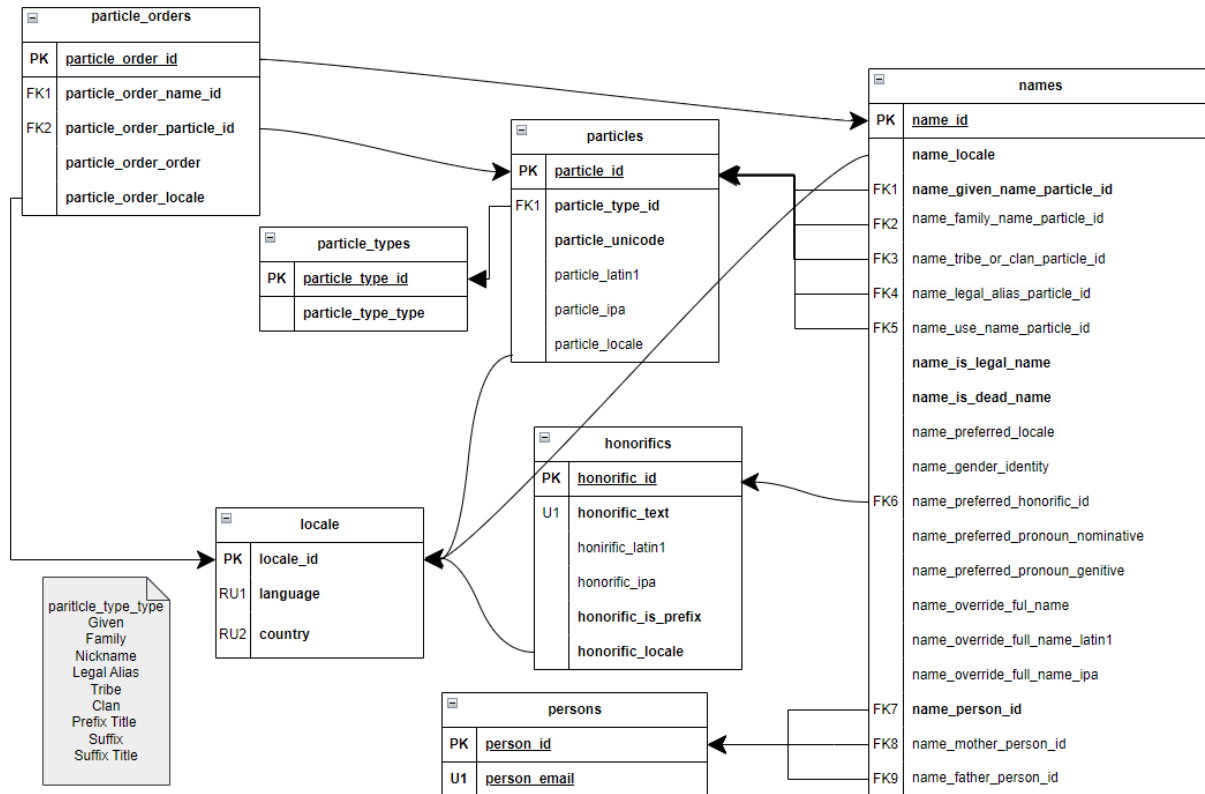 particle_orders
PK particle_order_id
FK1 particle_order_name_id
FK2 particle_order_particle_id
particle_order_order
particle_order_locale
particles
PK particle_id
FK1 particle_type_id
particle_unicode
particle_latin1
particle_ipa
particle_locale
particle_types
PK particle_type_id
particle_type_type
names
PK name_id
name_locale
FK1 name_given_name_particle_id
FK2 name_family_name_particle_id
FK3 name_tribe_or_clan_particle_id
FK4 name_legal_alias_particle_id
FK5 name_use_name_particle_id
name_is_legal_name
name_is_dead_name
name_preferred_locale
name_gender_identity
FK6 name_preferred_honorific_id
name_preferred_pronoun_nominative
name_preferred_pronoun_genitive
name_override_ful_name
name_override_full_name_latin1
name_override_full_name_ipa
FK7 name_person_id
FK8 name_mother_person_id
FK9 name_father_person_id
honorifics
PK honorific_id
U1 honorific_text
honirific_latin1
honorific_ipa
honorific_is_prefix
honorific_locale
locale
PK locale_id
RU1 language
RU2 country
pariticle_type_type
Given
Family
Nickname
Legal Alias
Tribe
Clan
Prefix Title
Suffix
Suffix Title
persons
PK person_id
U1 person_email